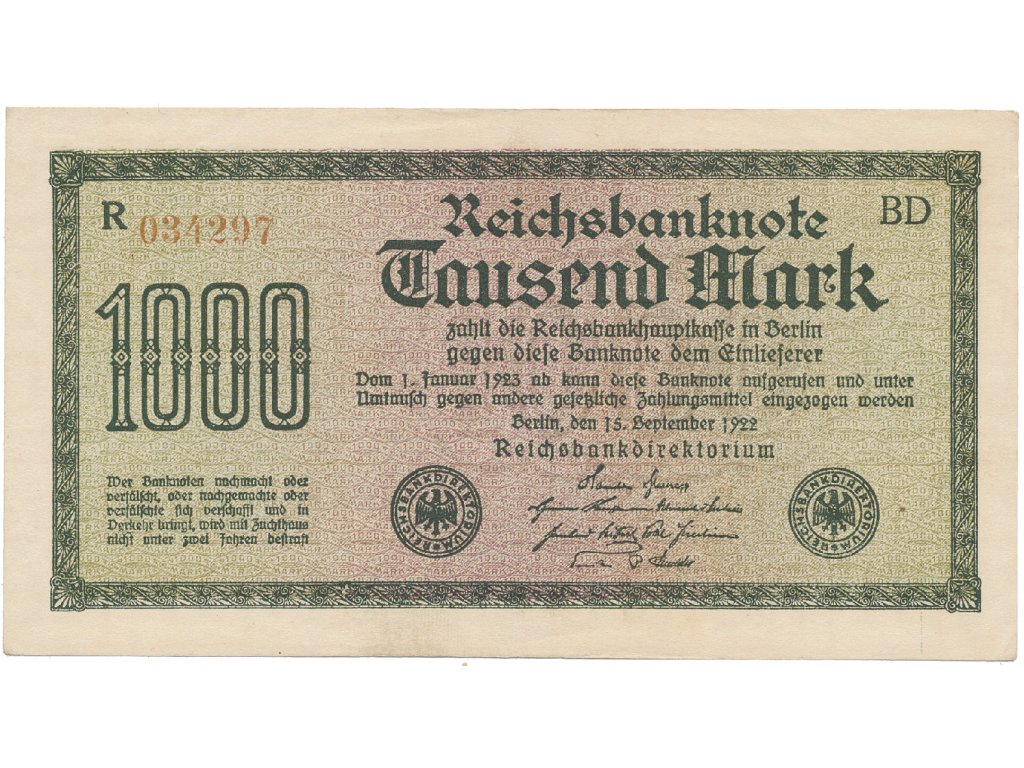 R 034297
BD
Reichsbanknote
Tausend Mark
1000
zahlt die Reichsbankhauptkasse in Berlin
gegen diese Banknote dem Einlieferer
Vom 1. Januar 1923 ab kann diese Banknote aufgerufen und unter
Umtausch gegen andere gesetzliche Zahlungsmittel eingezogen werden
Berlin, den 15. September 1922
Reichsbankdirektorium
Wer Banknoten nachmacht oder
verfälscht, oder nachgemachte oder
verfälschte sich verschafft und in
Verkehr bringt, wird mit Zuchthaus
nicht unter zwei Jahren bestraft
REICHSBANKDIREKTORIUM
REICHSBANKDIREKTORIUM